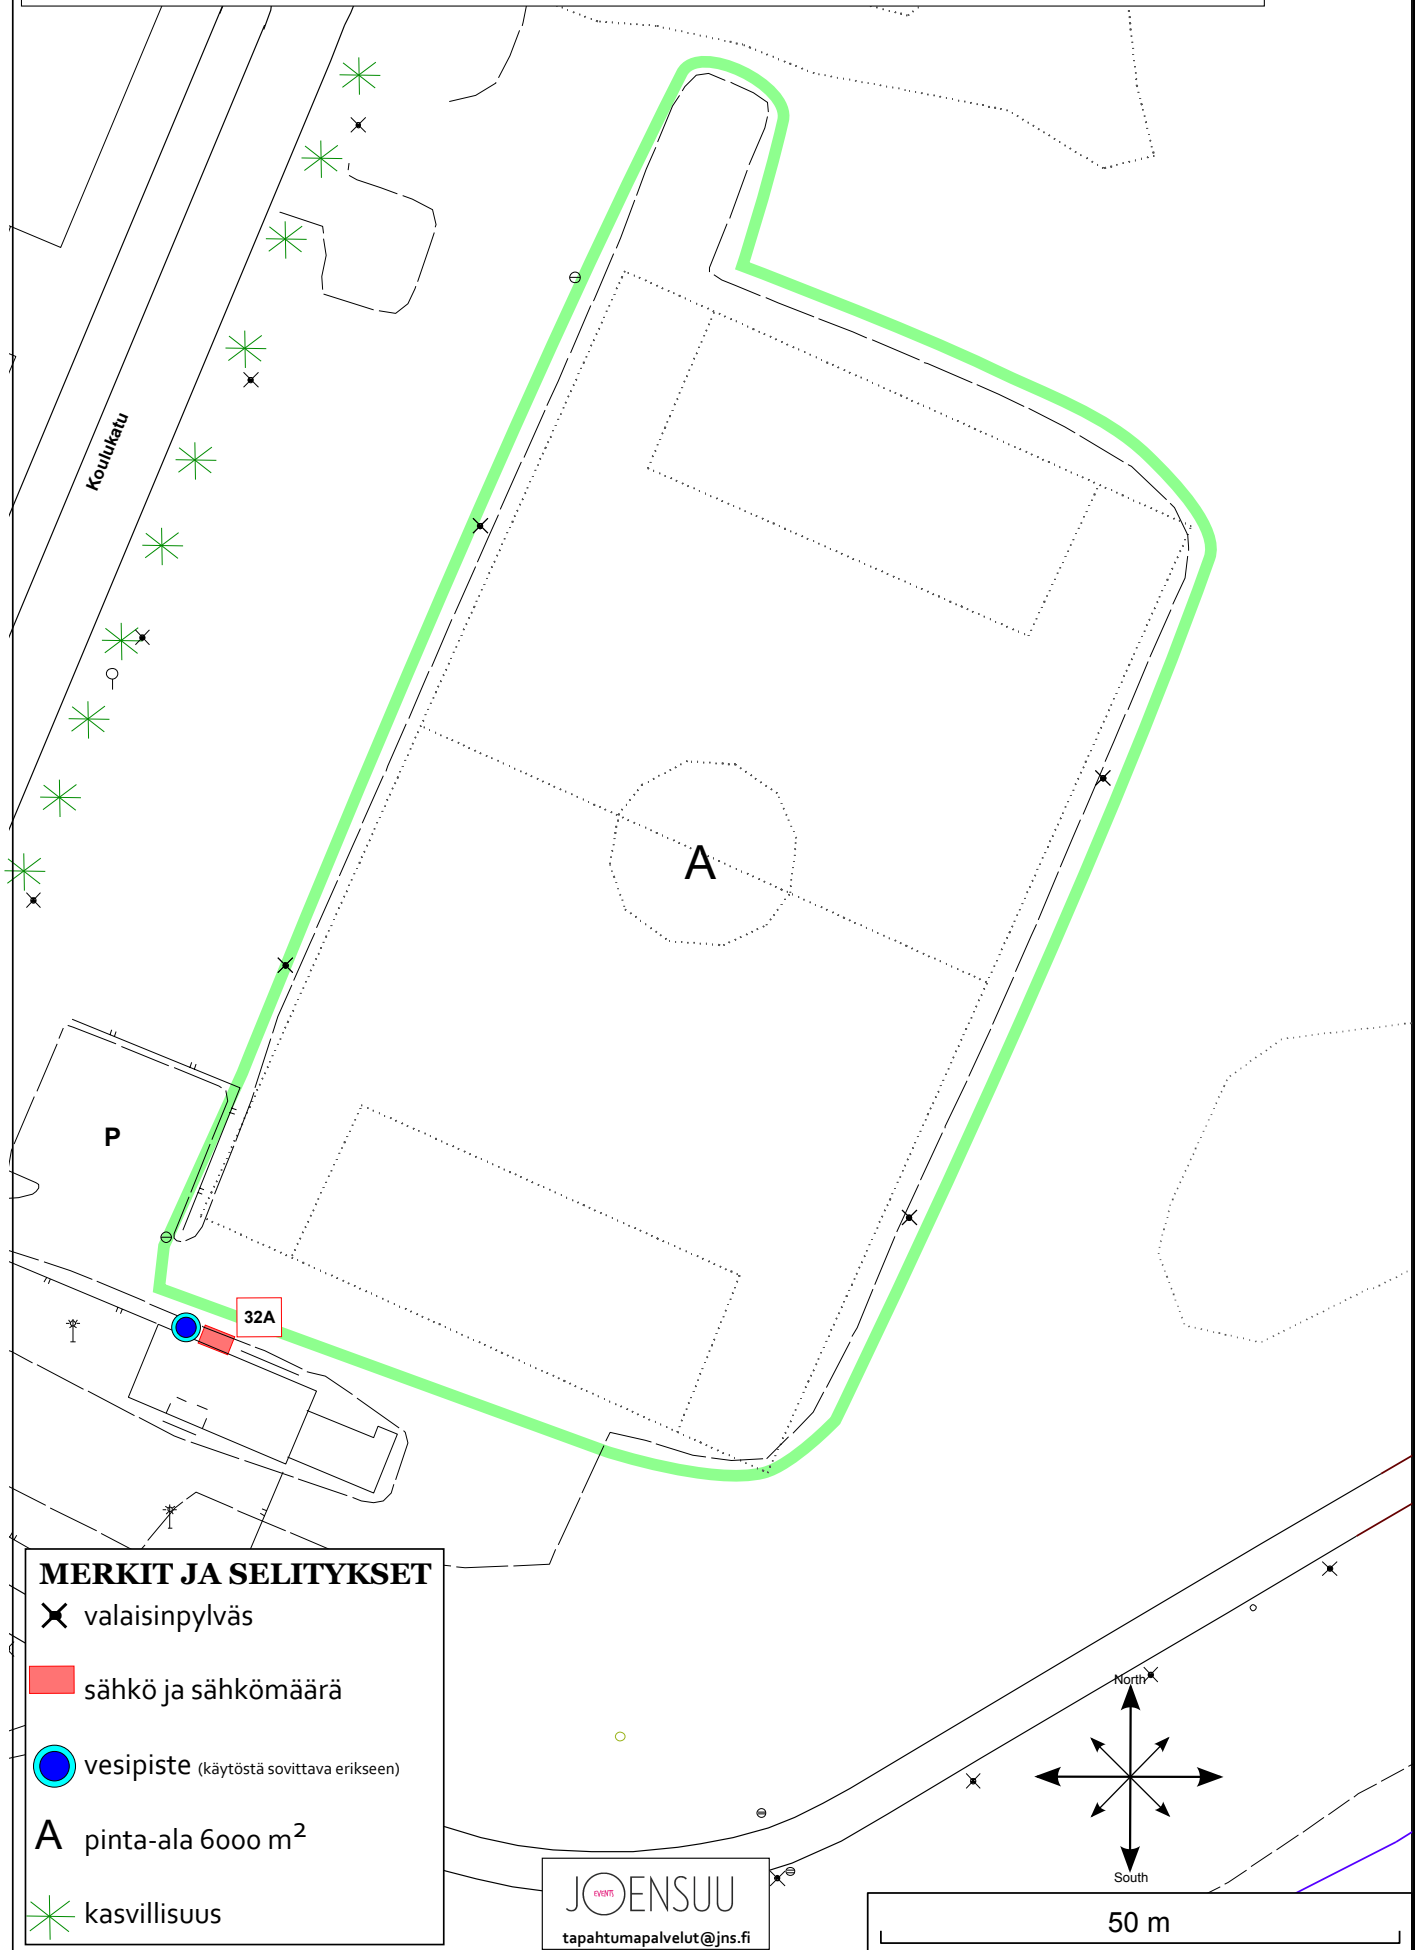 Koulukatu
A
P
32A
MERKIT JA SELITYKSET
valaisinpylväs
sähkö ja sähkömäärä
vesipiste (käytöstä sovittava erikseen)
A pinta-ala 6000 m²
kasvillisuus
JOENSUU
EVENTS
tapahtumapalvelut@jns.fi
North
South
50 m